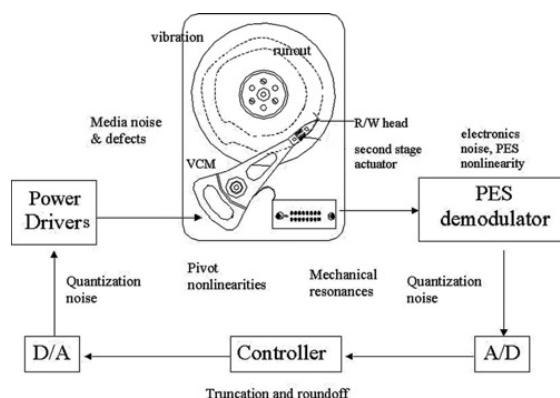 vibration
runout
Media noise
& defects
R/W head
electronics
noise, PES
nonlinearity
second stage
actuator
VCM
Power
Drivers
PES
demodulator
Quantization
noise
Pivot
nonlinearities
Mechanical
resonances
Quantization
noise
D/A
Controller
A/D
Truncation and roundoff